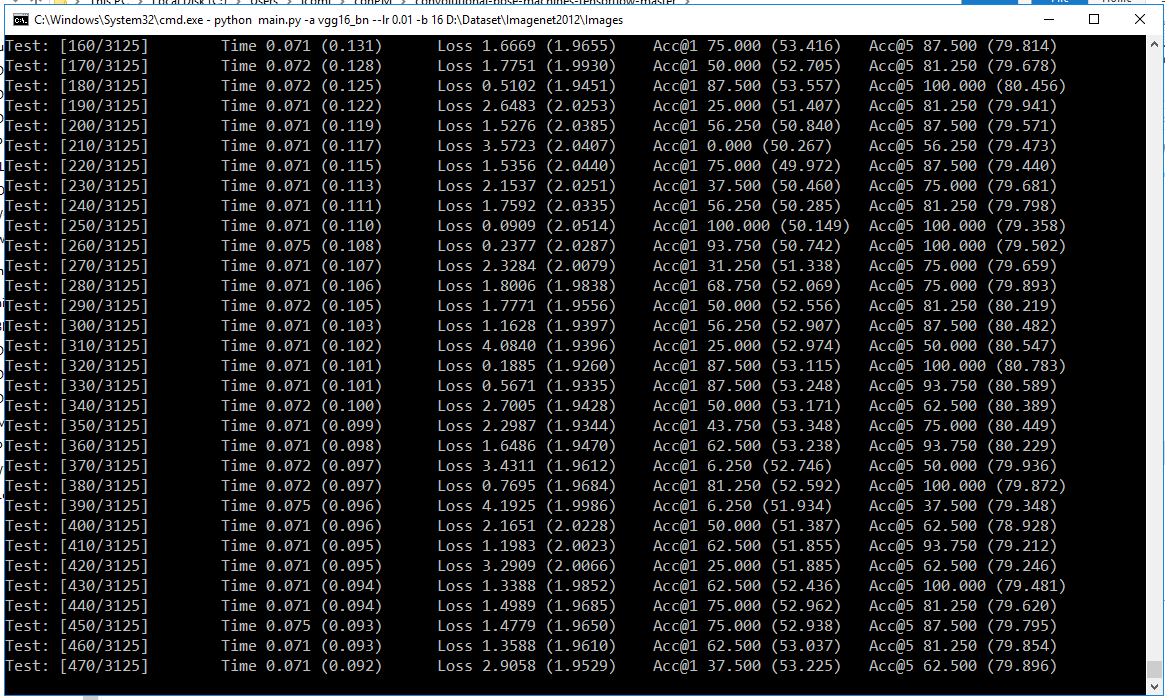 C:\Windows\System32\cmd.exe - python  main.py -a vgg16_bn --lr 0.01 -b 16 D:\Dataset\Imagenet2012\Images
Test: [160/3125] Time 0.071 (0.131) Loss 1.6669 (1.9655) Acc@1 75.000 (53.416) Acc@5 87.500 (79.814)
Test: [170/3125] Time 0.072 (0.128) Loss 1.7751 (1.9930) Acc@1 50.000 (52.705) Acc@5 81.250 (79.678)
Test: [180/3125] Time 0.072 (0.125) Loss 0.5102 (1.9451) Acc@1 87.500 (53.557) Acc@5 100.000 (80.456)
Test: [190/3125] Time 0.071 (0.122) Loss 2.6483 (2.0253) Acc@1 25.000 (51.407) Acc@5 81.250 (79.941)
Test: [200/3125] Time 0.071 (0.119) Loss 1.5276 (2.0385) Acc@1 56.250 (50.840) Acc@5 87.500 (79.571)
Test: [210/3125] Time 0.071 (0.117) Loss 3.5723 (2.0407) Acc@1 0.000 (50.267) Acc@5 56.250 (79.473)
Test: [220/3125] Time 0.071 (0.115) Loss 1.5356 (2.0440) Acc@1 75.000 (49.972) Acc@5 87.500 (79.440)
Test: [230/3125] Time 0.071 (0.113) Loss 2.1537 (2.0251) Acc@1 37.500 (50.460) Acc@5 75.000 (79.681)
Test: [240/3125] Time 0.071 (0.111) Loss 1.7592 (2.0335) Acc@1 56.250 (50.285) Acc@5 81.250 (79.798)
Test: [250/3125] Time 0.071 (0.110) Loss 0.0909 (2.0514) Acc@1 100.000 (50.149) Acc@5 100.000 (79.358)
Test: [260/3125] Time 0.075 (0.108) Loss 0.2377 (2.0287) Acc@1 93.750 (50.742) Acc@5 100.000 (79.502)
Test: [270/3125] Time 0.071 (0.107) Loss 2.3284 (2.0079) Acc@1 31.250 (51.338) Acc@5 75.000 (79.659)
Test: [280/3125] Time 0.071 (0.106) Loss 1.8006 (1.9838) Acc@1 68.750 (52.069) Acc@5 75.000 (79.893)
Test: [290/3125] Time 0.072 (0.105) Loss 1.7771 (1.9556) Acc@1 50.000 (52.556) Acc@5 81.250 (80.219)
Test: [300/3125] Time 0.071 (0.103) Loss 1.1628 (1.9397) Acc@1 56.250 (52.907) Acc@5 87.500 (80.482)
Test: [310/3125] Time 0.071 (0.102) Loss 4.0840 (1.9396) Acc@1 25.000 (52.974) Acc@5 50.000 (80.547)
Test: [320/3125] Time 0.071 (0.101) Loss 0.1885 (1.9260) Acc@1 87.500 (53.115) Acc@5 100.000 (80.783)
Test: [330/3125] Time 0.071 (0.101) Loss 0.5671 (1.9335) Acc@1 87.500 (53.248) Acc@5 93.750 (80.589)
Test: [340/3125] Time 0.072 (0.100) Loss 2.7005 (1.9428) Acc@1 50.000 (53.171) Acc@5 62.500 (80.389)
Test: [350/3125] Time 0.071 (0.099) Loss 2.2987 (1.9344) Acc@1 43.750 (53.348) Acc@5 75.000 (80.449)
Test: [360/3125] Time 0.071 (0.098) Loss 1.6486 (1.9470) Acc@1 62.500 (53.238) Acc@5 93.750 (80.229)
Test: [370/3125] Time 0.072 (0.097) Loss 3.4311 (1.9612) Acc@1 6.250 (52.746) Acc@5 50.000 (79.936)
Test: [380/3125] Time 0.072 (0.097) Loss 0.7695 (1.9684) Acc@1 81.250 (52.592) Acc@5 100.000 (79.872)
Test: [390/3125] Time 0.075 (0.096) Loss 4.1925 (1.9986) Acc@1 6.250 (51.934) Acc@5 37.500 (79.348)
Test: [400/3125] Time 0.071 (0.096) Loss 2.1651 (2.0228) Acc@1 50.000 (51.387) Acc@5 62.500 (78.928)
Test: [410/3125] Time 0.071 (0.095) Loss 1.1983 (2.0023) Acc@1 62.500 (51.855) Acc@5 93.750 (79.212)
Test: [420/3125] Time 0.071 (0.095) Loss 3.2909 (2.0066) Acc@1 25.000 (51.885) Acc@5 62.500 (79.246)
Test: [430/3125] Time 0.071 (0.094) Loss 1.3388 (1.9852) Acc@1 62.500 (52.436) Acc@5 100.000 (79.481)
Test: [440/3125] Time 0.071 (0.094) Loss 1.4989 (1.9685) Acc@1 75.000 (52.962) Acc@5 81.250 (79.620)
Test: [450/3125] Time 0.075 (0.093) Loss 1.4779 (1.9650) Acc@1 75.000 (52.938) Acc@5 87.500 (79.795)
Test: [460/3125] Time 0.071 (0.093) Loss 1.3588 (1.9610) Acc@1 62.500 (53.037) Acc@5 81.250 (79.854)
Test: [470/3125] Time 0.071 (0.092) Loss 2.9058 (1.9529) Acc@1 37.500 (53.225) Acc@5 62.500 (79.896)